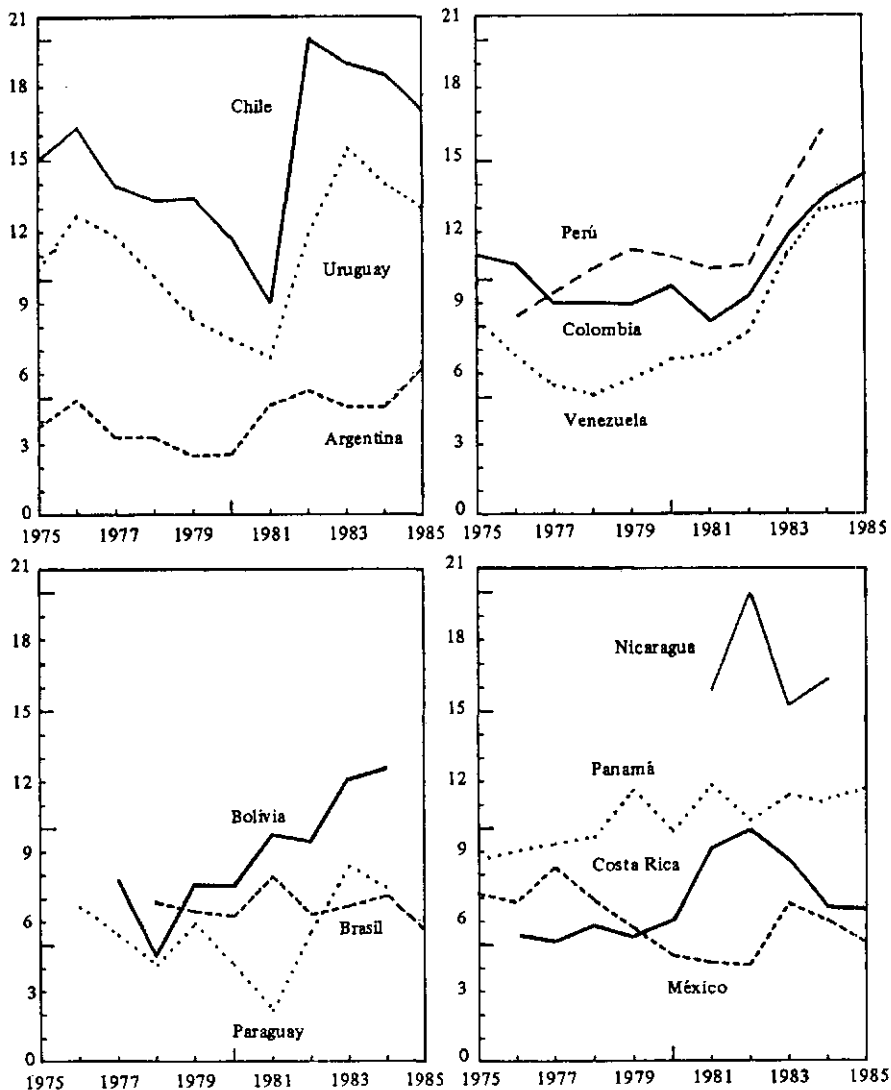 21
18
15
12
9
6
3
0
Chile
Uruguay
Argentina
1975 1977 1979 1981 1983 1985
21
18
15
12
9
6
3
0
Perú
Colombia
Venezuela
1975 1977 1979 1981 1983 1985
21
18
15
12
9
6
3
0
Bolívia
Brasil
Paraguay
1975 1977 1979 1981 1983 1985
21
18
15
12
9
6
3
0
Nicaragua
Panamá
Costa Rica
México
1975 1977 1979 1981 1983 1985